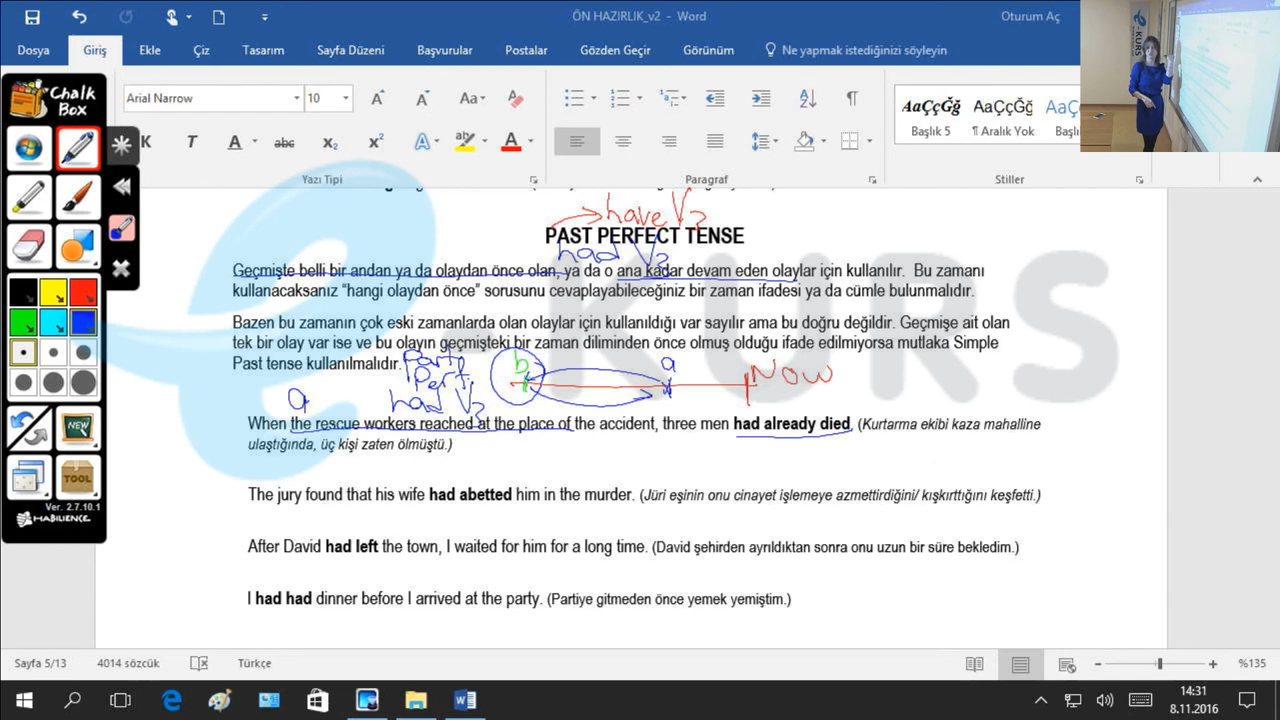 ÖN HAZIRLIK_v2 - Word
Oturum Aç
Dosya Giriş Ekle Çiz Tasarım Sayfa Düzeni Başvurular Postalar Gözden Geçir Görünüm Ne yapmak istediğinizi söyleyin
Chalk
Box
Arial Narrow 10
Aa
K T A abc x₂ x² A A
AaÇçĞğ AaÇçĞğ AaÇ
Başlık 5 ¶ Aralık Yok Başlı
Yazı Tipi Paragraf Stiller
have V3
PAST PERFECT TENSE
had V3
Geçmişte belli bir andan ya da olaydan önce olan, ya da o ana kadar devam eden olaylar için kullanılır. Bu zamanı
kullanacaksanız “hangi olaydan önce” sorusunu cevaplayabileceğiniz bir zaman ifadesi ya da cümle bulunmalıdır.
Bazen bu zamanın çok eski zamanlarda olan olaylar için kullanıldığı var sayılır ama bu doğru değildir. Geçmişe ait olan
tek bir olay var ise ve bu olayın geçmişteki bir zaman diliminden önce olmuş olduğu ifade edilmiyorsa mutlaka Simple
Past tense kullanılmalıdır.
Perf
b a Now
a had V3
When the rescue workers reached at the place of the accident, three men had already died. (Kurtarma ekibi kaza mahalline
ulaştığında, üç kişi zaten ölmüştü.)
The jury found that his wife had abetted him in the murder. (Jüri eşinin onu cinayet işlemeye azmettirdiğini/ kışkırttığını keşfetti.)
After David had left the town, I waited for him for a long time. (David şehirden ayrıldıktan sonra onu uzun bir süre bekledim.)
I had had dinner before I arrived at the party. (Partiye gitmeden önce yemek yemiştim.)
NEW
TOOL
Ver. 2.7.10.1
HABILIENCE
e-KURS
Sayfa 5/13 4014 sözcük Türkçe
%135
14:31
8.11.2016